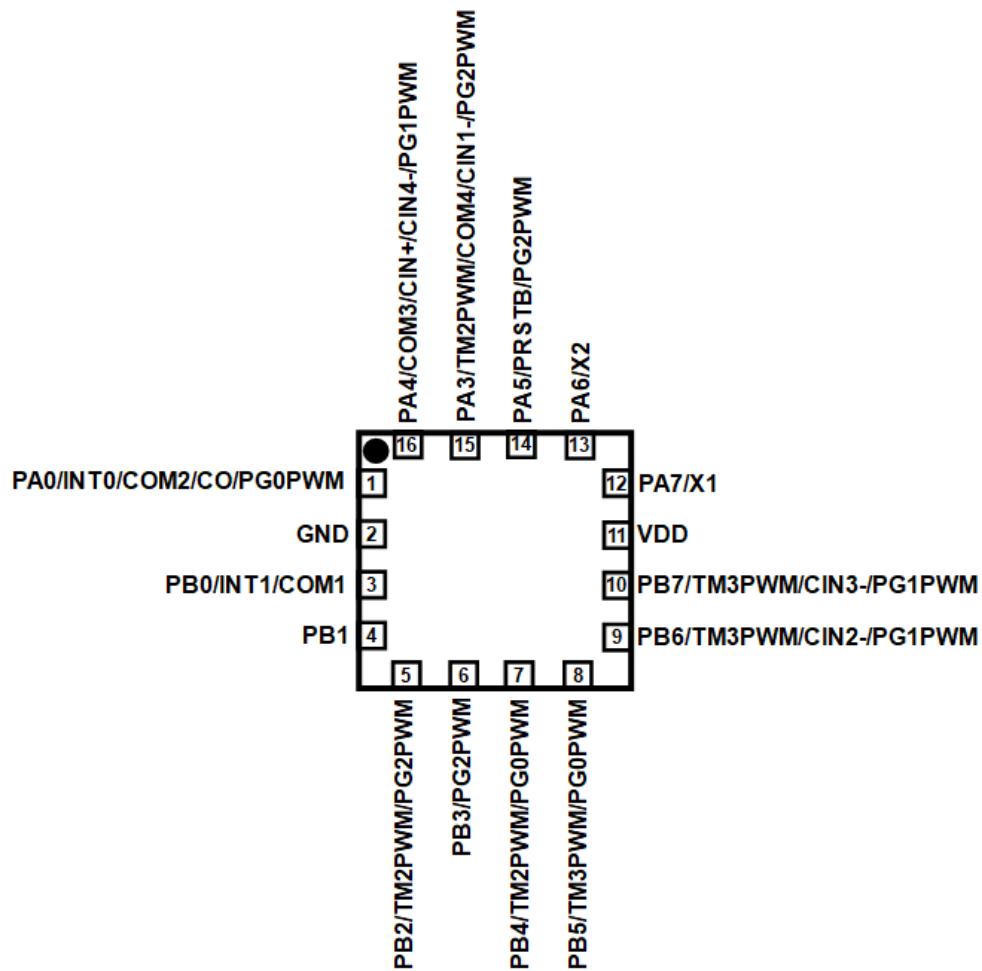 PA4/COM3/CIN+/CIN4-/PG1PWM
PA3/TM2PWM/COM4/CIN1-/PG2PWM
PA5/PRSTB/PG2PWM
PA6/X2
16
15
14
13
PA0/INT0/COM2/CO/PG0PWM
1
12
PA7/X1
GND
2
11
VDD
PB0/INT1/COM1
3
10
PB7/TM3PWM/CIN3-/PG1PWM
PB1
4
9
PB6/TM3PWM/CIN2-/PG1PWM
5
6
7
8
PB2/TM2PWM/PG2PWM
PB3/PG2PWM
PB4/TM2PWM/PG0PWM
PB5/TM3PWM/PG0PWM